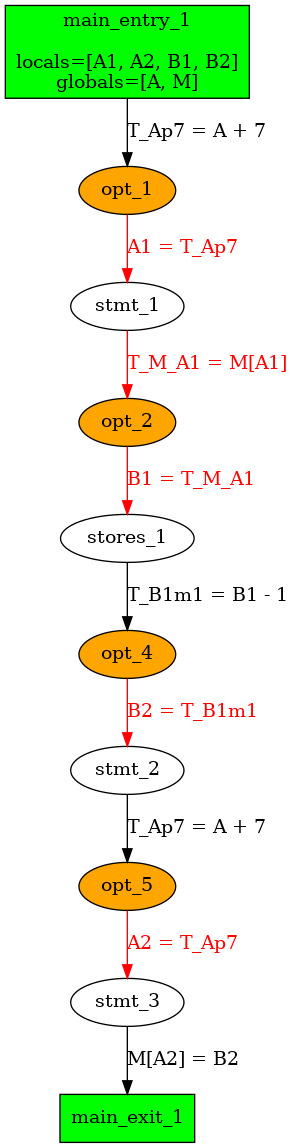 main_entry_1
locals=[A1, A2, B1, B2]
globals=[A, M]
T_Ap7 = A + 7
opt_1
A1 = T_Ap7
stmt_1
T_M_A1 = M[A1]
opt_2
B1 = T_M_A1
stores_1
T_B1m1 = B1 - 1
opt_4
B2 = T_B1m1
stmt_2
T_Ap7 = A + 7
opt_5
A2 = T_Ap7
stmt_3
M[A2] = B2
main_exit_1